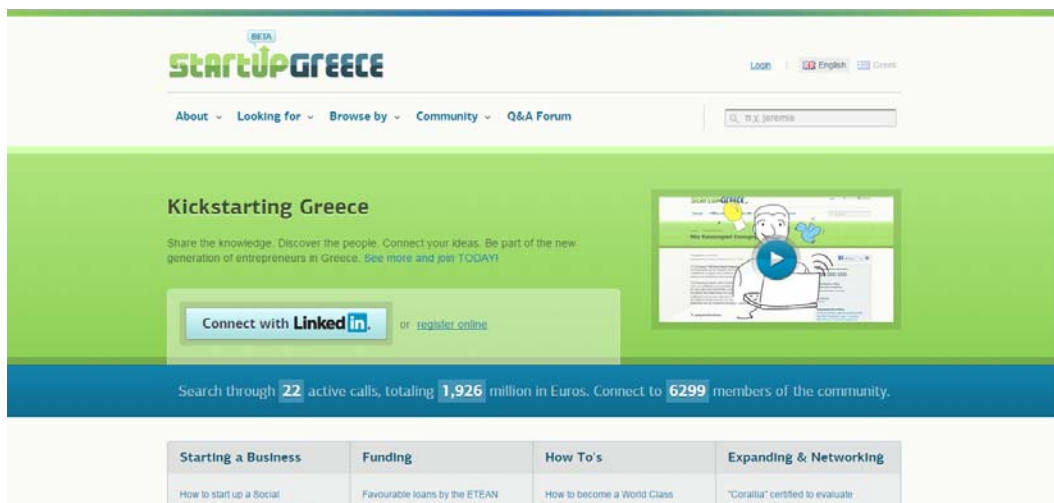 BETA
StartUpGreece
Login | English Greek
About Looking for Browse by Community Q&A Forum
π.χ. jeremie
Kickstarting Greece
Share the knowledge. Discover the people. Connect your ideas. Be part of the new
generation of entrepreneurs in Greece. See more and join TODAY!
Connect with Linked in. or register online
Search through 22 active calls, totaling 1,926 million in Euros. Connect to 6299 members of the community.
Starting a Business Funding How To's Expanding & Networking
How to start up a Social Favourable loans by the ETEAN How to become a World Class "Corallia" certified to evaluate